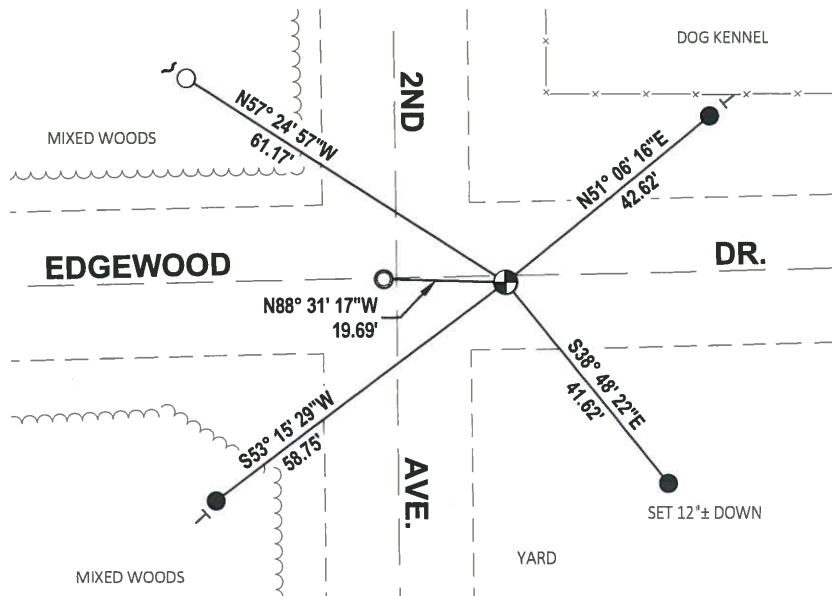 DOG KENNEL
2ND
N57° 24' 57"W
61.17'
MIXED WOODS
N51° 06' 16"E
42.62'
EDGEWOOD
DR.
N88° 31' 17"W
19.69'
S38° 48' 22"E
41.62'
S53° 15' 29"W
58.75'
AVE.
SET 12"± DOWN
YARD
MIXED WOODS